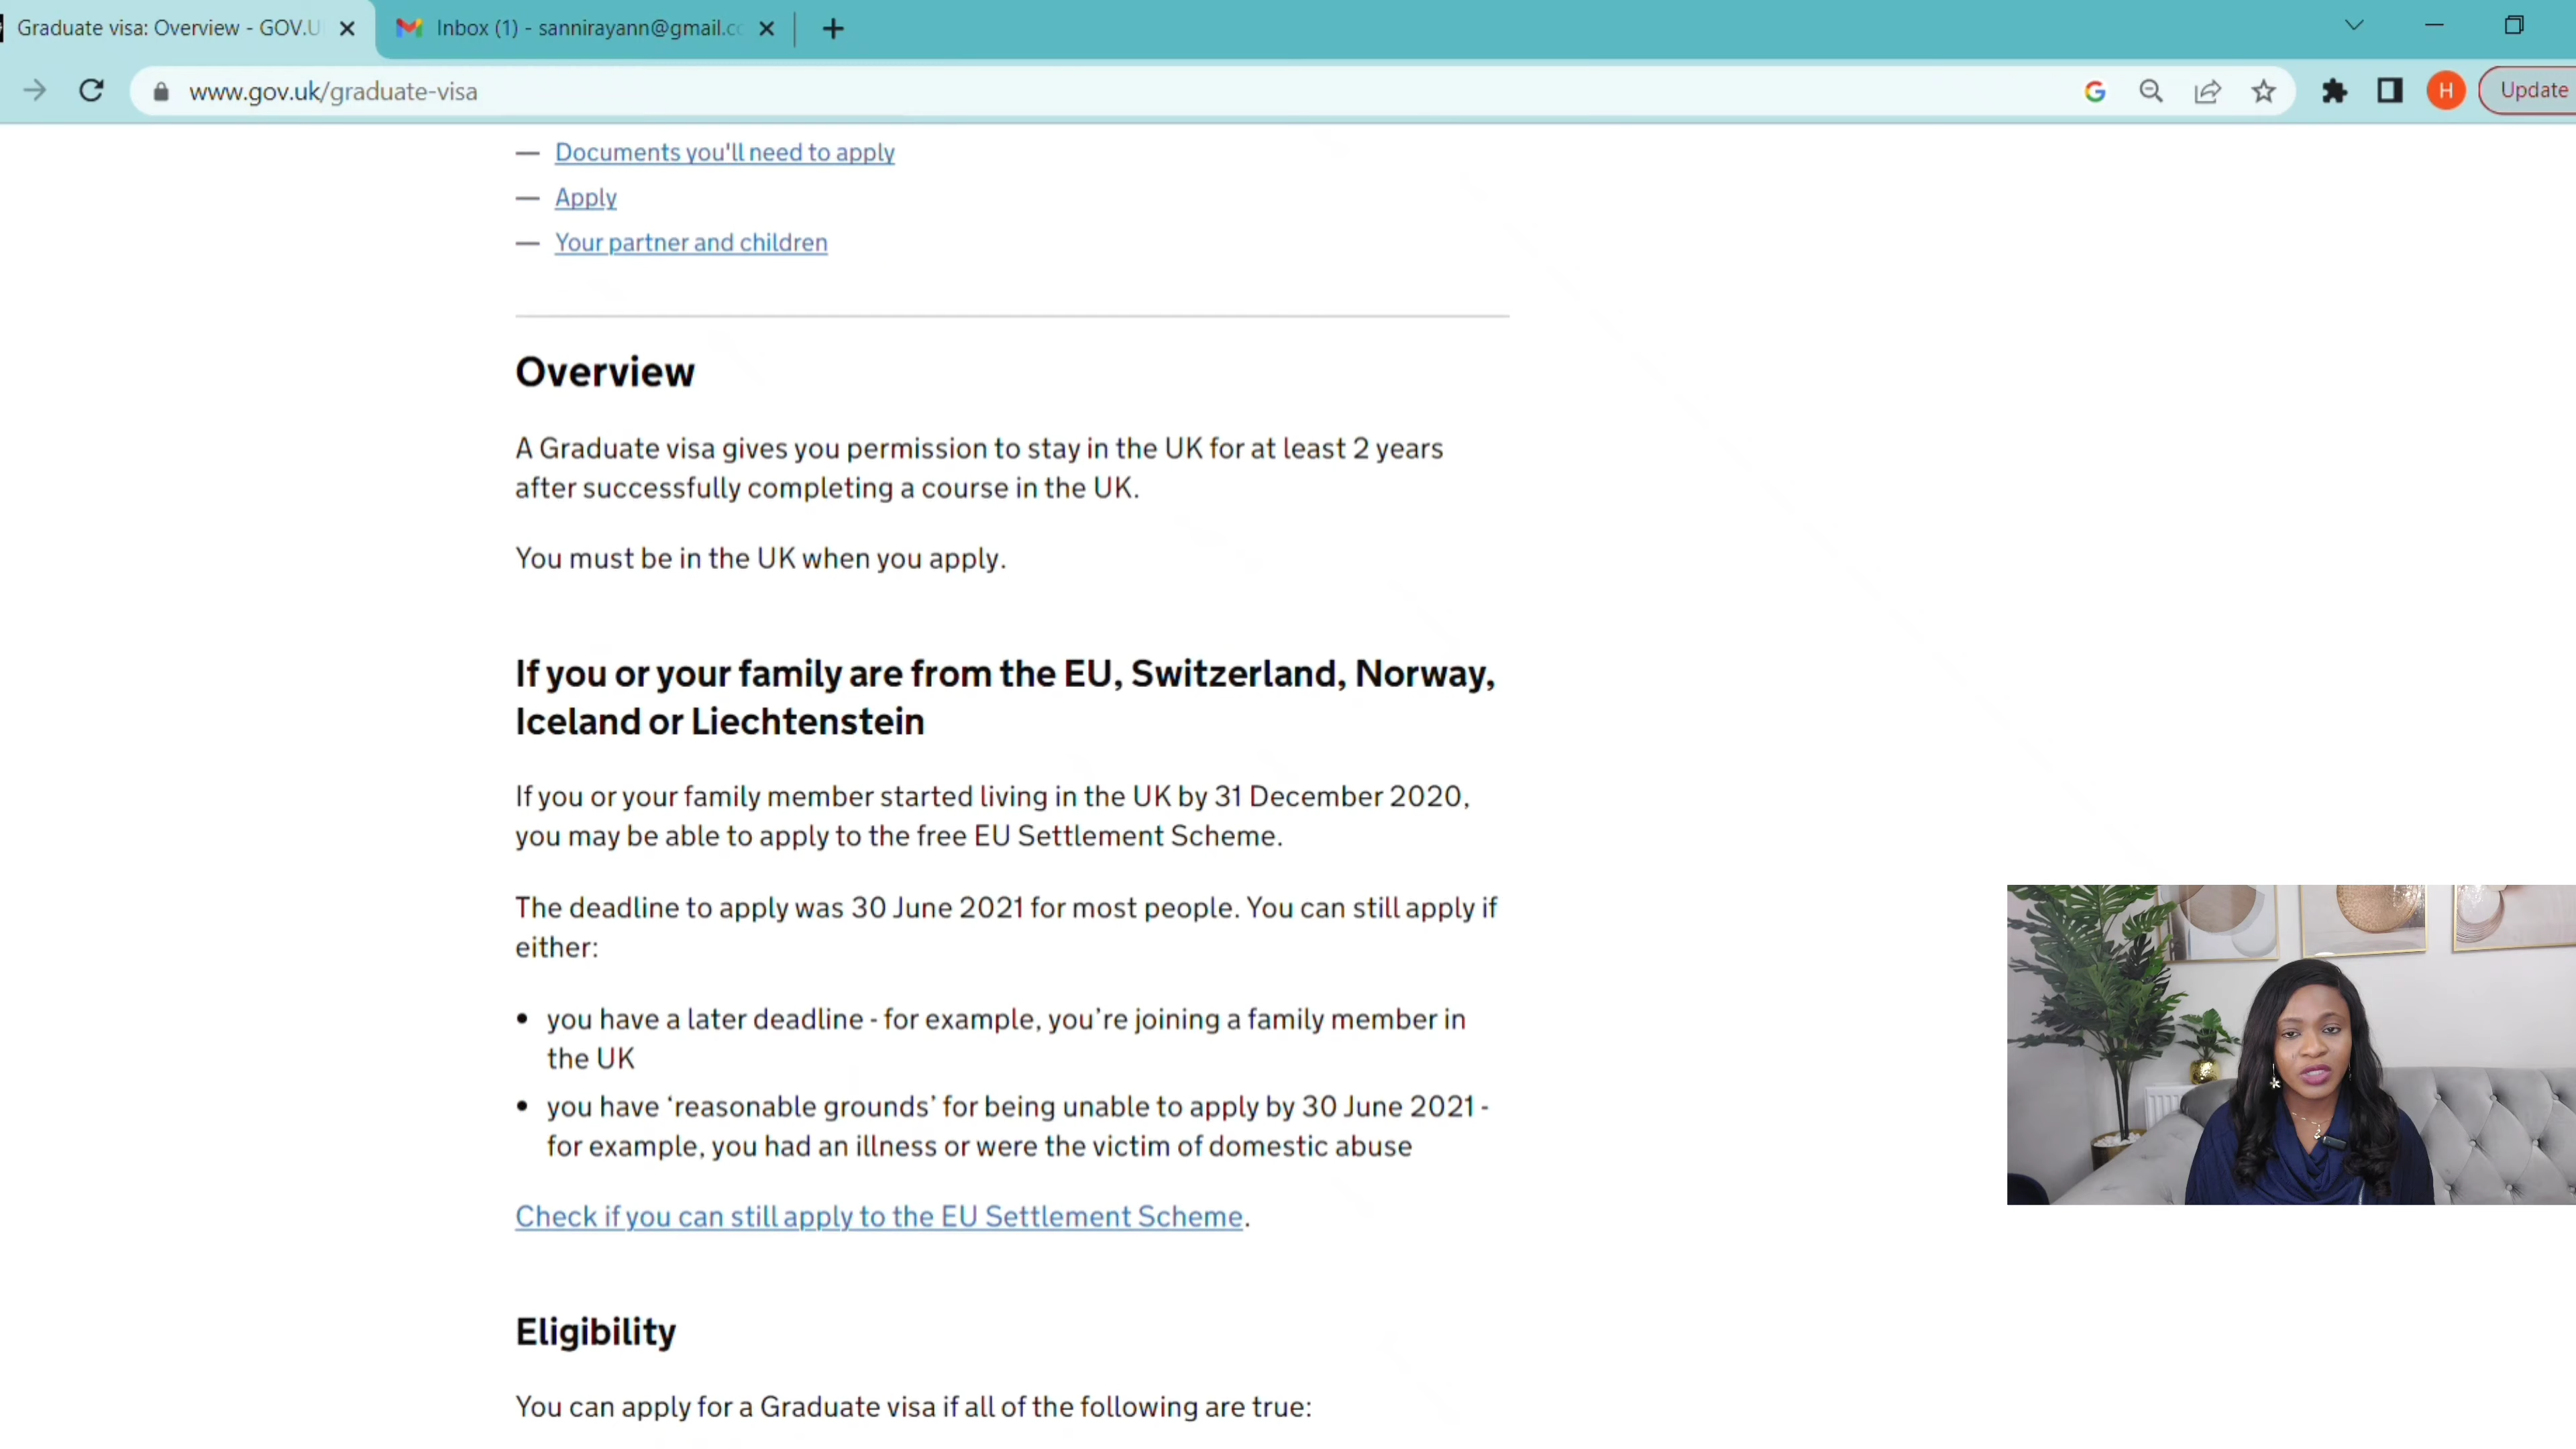 Graduate visa: Overview - GOV.U
Inbox (1) - sannirayann@gmail.co
www.gov.uk/graduate-visa
H
Update
— Documents you'll need to apply
— Apply
— Your partner and children
Overview
A Graduate visa gives you permission to stay in the UK for at least 2 years
after successfully completing a course in the UK.
You must be in the UK when you apply.
If you or your family are from the EU, Switzerland, Norway,
Iceland or Liechtenstein
If you or your family member started living in the UK by 31 December 2020,
you may be able to apply to the free EU Settlement Scheme.
The deadline to apply was 30 June 2021 for most people. You can still apply if
either:
• you have a later deadline - for example, you’re joining a family member in
the UK
• you have ‘reasonable grounds’ for being unable to apply by 30 June 2021 -
for example, you had an illness or were the victim of domestic abuse
Check if you can still apply to the EU Settlement Scheme.
Eligibility
You can apply for a Graduate visa if all of the following are true: